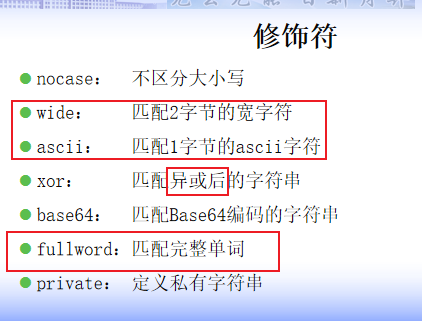 修饰符
nocase: 不区分大小写
wide: 匹配2字节的宽字符
ascii: 匹配1字节的ascii字符
xor: 匹配异或后的字符串
base64: 匹配Base64编码的字符串
fullword: 匹配完整单词
private: 定义私有字符串